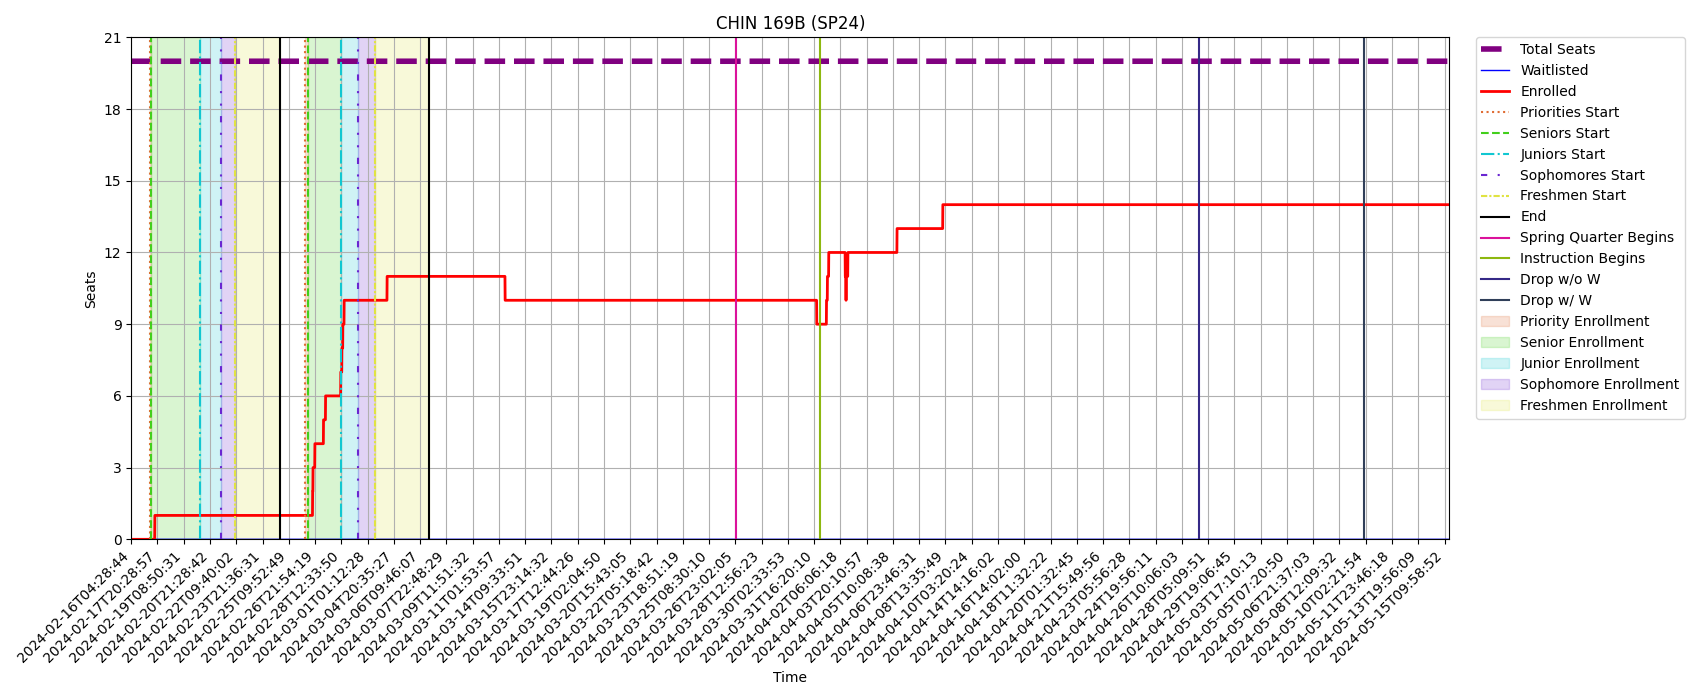 CHIN 169B (SP24)
Seats
21
18
15
12
9
6
3
0
2024-02-16T04:28:44
2024-02-17T20:28:57
2024-02-19T08:50:31
2024-02-20T21:28:42
2024-02-22T09:40:02
2024-02-23T21:36:31
2024-02-25T09:52:49
2024-02-26T21:54:19
2024-02-28T12:33:50
2024-03-01T01:12:28
2024-03-04T20:35:27
2024-03-06T09:46:07
2024-03-07T22:48:29
2024-03-11T01:51:32
2024-03-12T21:53:57
2024-03-14T09:33:51
2024-03-15T23:14:32
2024-03-17T12:44:26
2024-03-19T02:04:50
2024-03-20T15:43:05
2024-03-22T05:18:42
2024-03-23T18:51:19
2024-03-25T08:30:10
2024-03-26T23:02:05
2024-03-28T12:56:23
2024-03-30T02:33:53
2024-03-31T16:20:10
2024-04-02T06:06:18
2024-04-03T20:10:57
2024-04-05T10:08:38
2024-04-06T23:46:31
2024-04-08T13:35:49
2024-04-10T03:20:24
2024-04-14T14:16:02
2024-04-16T14:02:00
2024-04-18T11:32:22
2024-04-20T01:32:45
2024-04-21T15:49:56
2024-04-23T05:56:28
2024-04-24T19:56:11
2024-04-26T10:06:03
2024-04-28T05:09:51
2024-04-29T19:06:45
2024-05-03T17:10:13
2024-05-05T07:20:50
2024-05-06T21:37:03
2024-05-08T12:09:32
2024-05-10T02:21:54
2024-05-11T23:46:18
2024-05-13T19:56:09
2024-05-15T09:58:52
Time
Total Seats
Waitlisted
Enrolled
Priorities Start
Seniors Start
Juniors Start
Sophomores Start
Freshmen Start
End
Spring Quarter Begins
Instruction Begins
Drop w/o W
Drop w/ W
Priority Enrollment
Senior Enrollment
Junior Enrollment
Sophomore Enrollment
Freshmen Enrollment